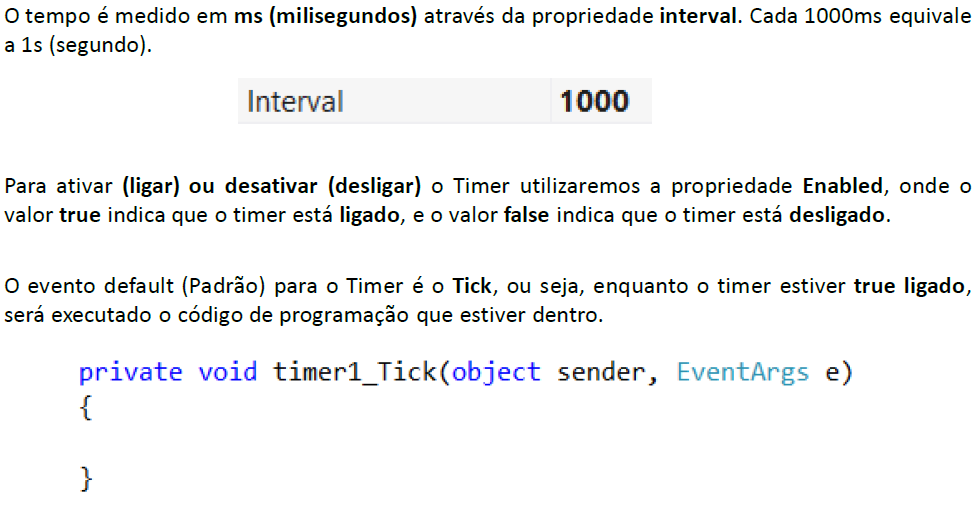 O tempo é medido em ms (milisegundos) através da propriedade interval. Cada 1000ms equivale
a 1s (segundo).
Interval 1000
Para ativar (ligar) ou desativar (desligar) o Timer utilizaremos a propriedade Enabled, onde o
valor true indica que o timer está ligado, e o valor false indica que o timer está desligado.
O evento default (Padrão) para o Timer é o Tick, ou seja, enquanto o timer estiver true ligado,
será executado o código de programação que estiver dentro.
private void timer1_Tick(object sender, EventArgs e)
{
}